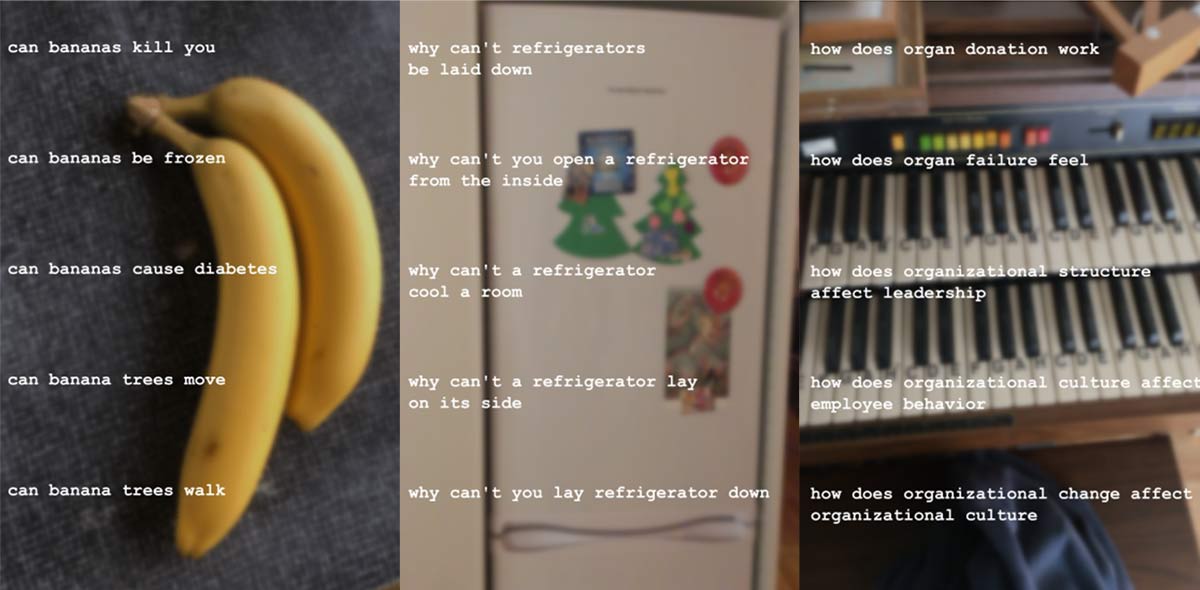 can bananas kill you
can bananas be frozen
can bananas cause diabetes
can banana trees move
can banana trees walk
why can't refrigerators
be laid down
why can't you open a refrigerator
from the inside
why can't a refrigerator
cool a room
why can't a refrigerator lay
on its side
why can't you lay refrigerator down
how does organ donation work
how does organ failure feel
how does organizational structure
affect leadership
how does organizational culture affect
employee behavior
how does organizational change affect
organizational culture